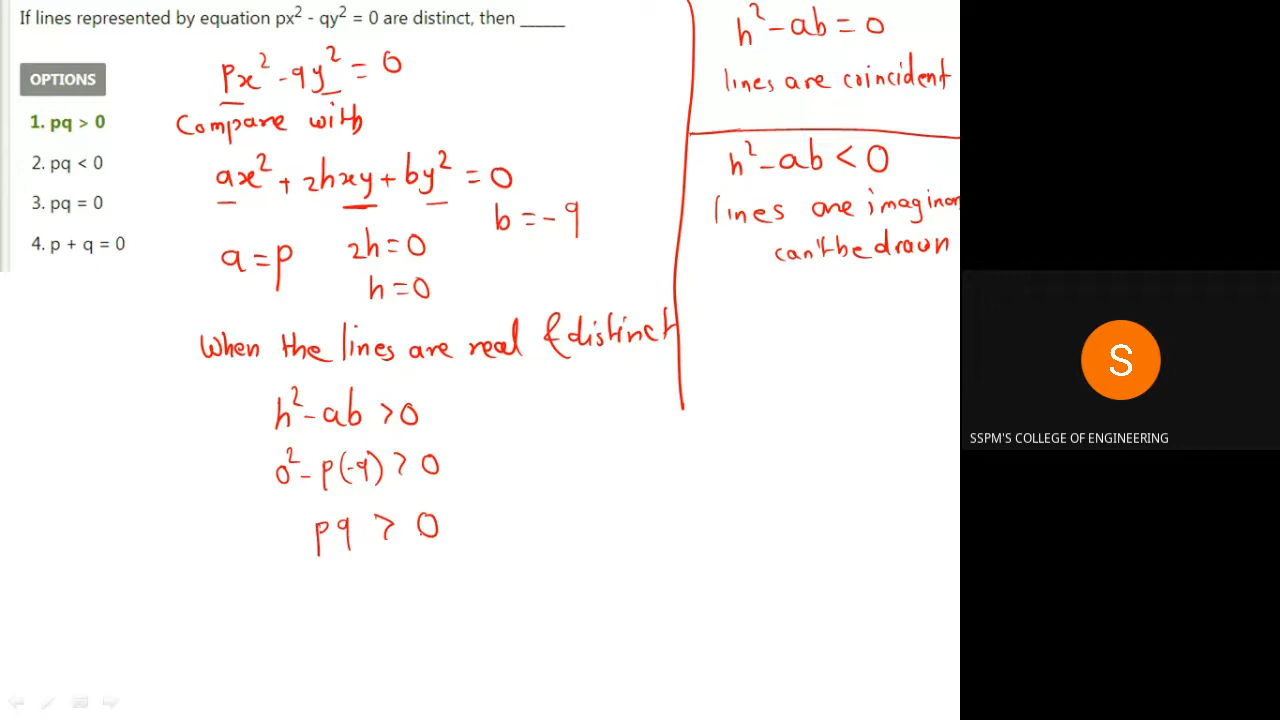 If lines represented by equation px² - qy² = 0 are distinct, then _____
OPTIONS
1. pq > 0
2. pq < 0
3. pq = 0
4. p + q = 0
px² - qy² = 0
Compare with
ax² + 2hxy + by² = 0
a = p
2h = 0
h = 0
b = -q
When the lines are real & distinct
h² - ab > 0
0² - p(-q) > 0
pq > 0
h² - ab = 0
lines are coincident
h² - ab < 0
lines are imaginar
can't be drawn
S
SSPM'S COLLEGE OF ENGINEERING